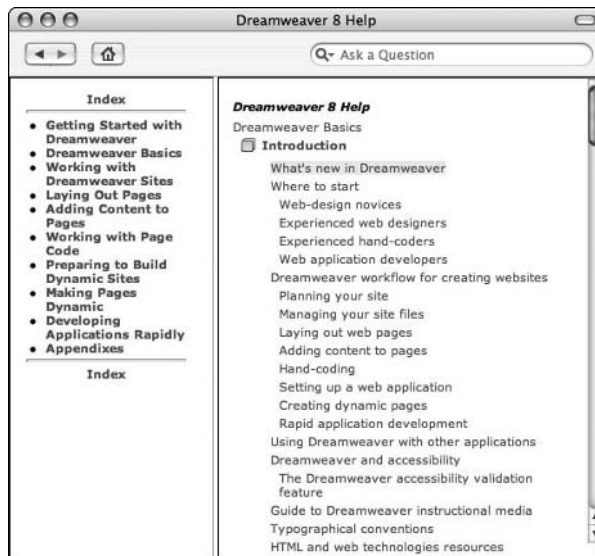 Dreamweaver 8 Help
Ask a Question
Index
Getting Started with
Dreamweaver
Dreamweaver Basics
Working with
Dreamweaver Sites
Laying Out Pages
Adding Content to
Pages
Working with Page
Code
Preparing to Build
Dynamic Sites
Making Pages
Dynamic
Developing
Applications Rapidly
Appendixes
Index
Dreamweaver 8 Help
Dreamweaver Basics
Introduction
What's new in Dreamweaver
Where to start
Web-design novices
Experienced web designers
Experienced hand-coders
Web application developers
Dreamweaver workflow for creating websites
Planning your site
Managing your site files
Laying out web pages
Adding content to pages
Hand-coding
Setting up a web application
Creating dynamic pages
Rapid application development
Using Dreamweaver with other applications
Dreamweaver and accessibility
The Dreamweaver accessibility validation
feature
Guide to Dreamweaver instructional media
Typographical conventions
HTML and web technologies resources